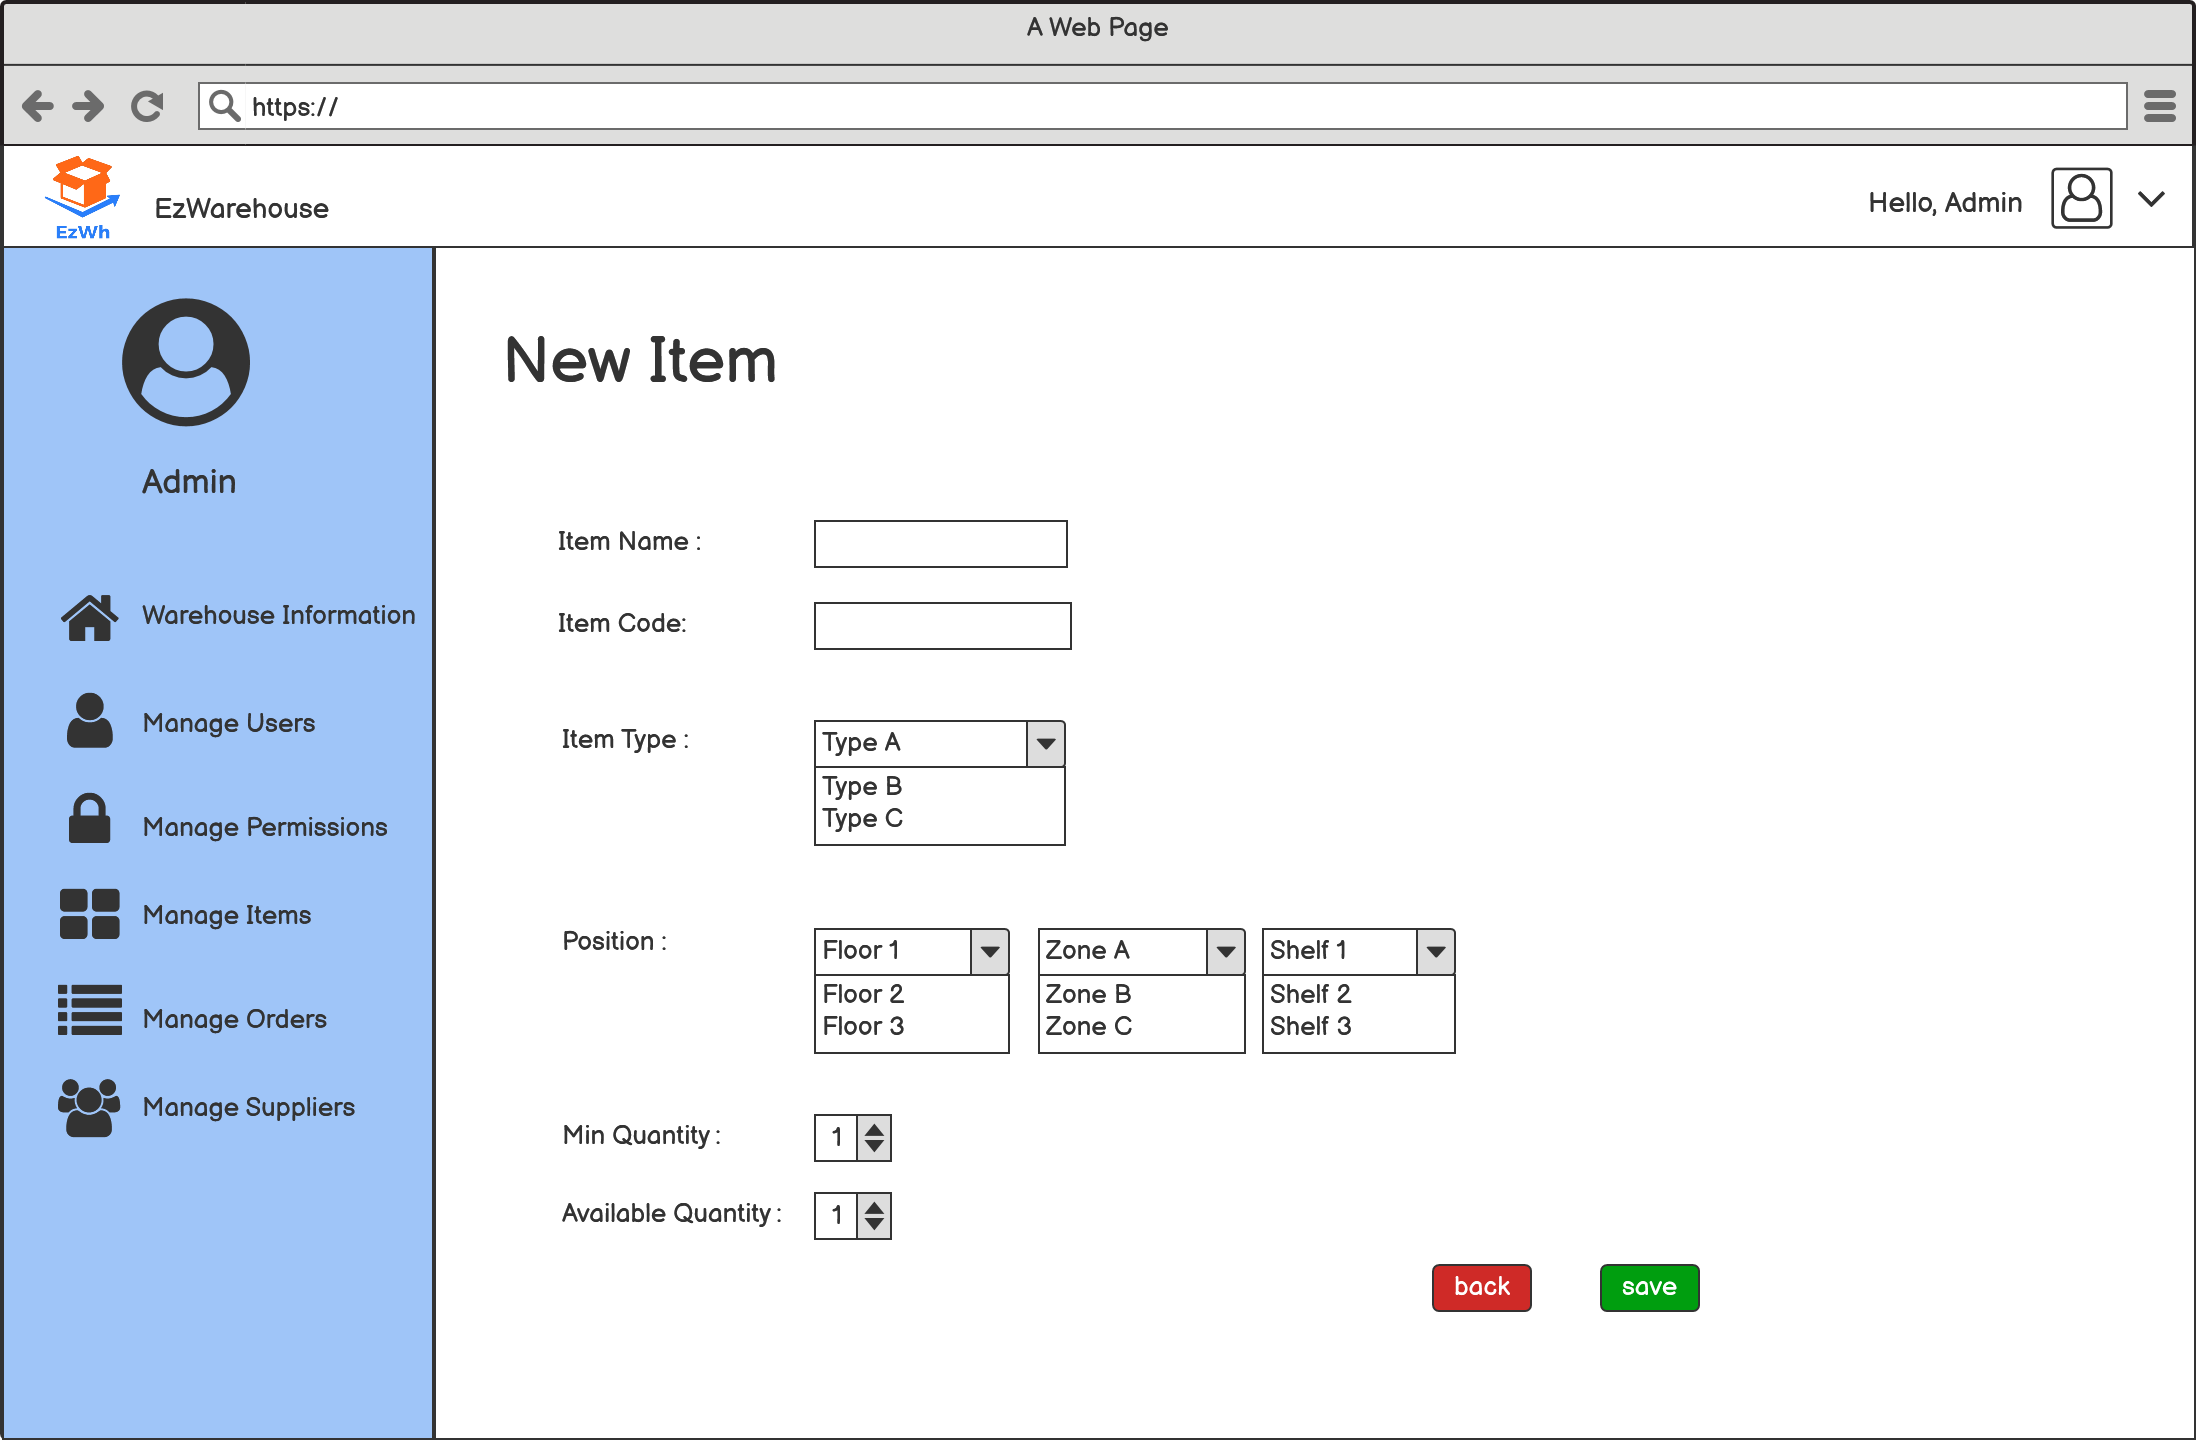 A Web Page
https://
EzWh
EzWarehouse
Hello, Admin
Admin
Warehouse Information
Manage Users
Manage Permissions
Manage Items
Manage Orders
Manage Suppliers
New Item
Item Name :
Item Code:
Item Type :
Type A
Type B
Type C
Position :
Floor 1
Floor 2
Floor 3
Zone A
Zone B
Zone C
Shelf 1
Shelf 2
Shelf 3
Min Quantity :
1
Available Quantity :
1
back
save